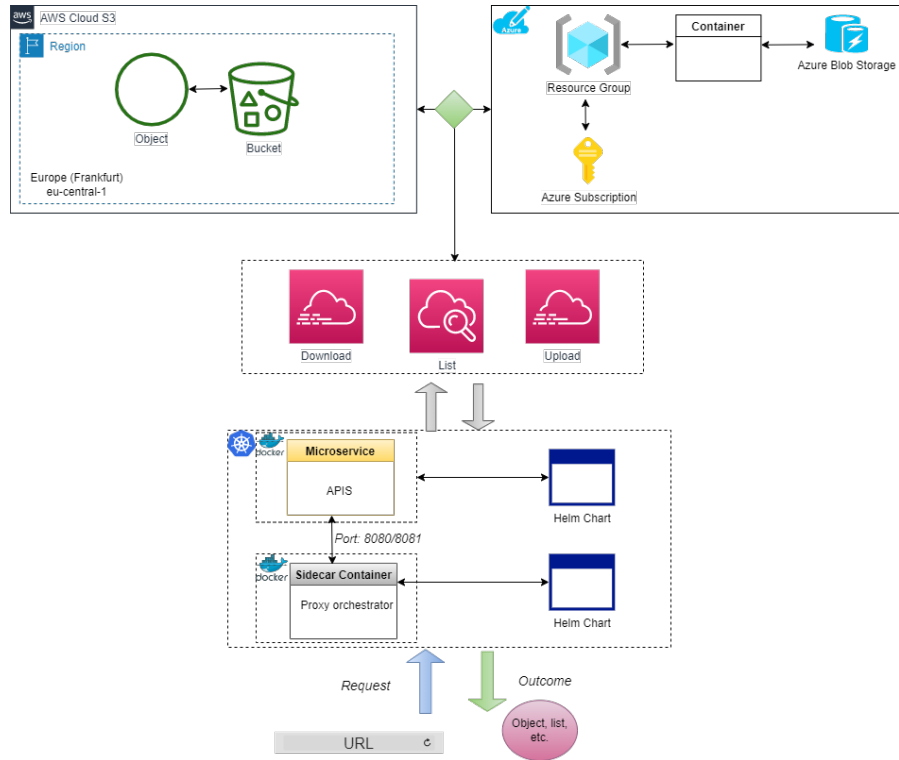 aws
AWS Cloud S3
Region
Object
Bucket
Europe (Frankfurt)
eu-central-1
Azure
Resource Group
Container
Azure Blob Storage
Azure Subscription
Download
List
Upload
docker
Microservice
APIS
Helm Chart
Port: 8080/8081
docker
Sidecar Container
Proxy orchestrator
Helm Chart
Request
Outcome
URL
Object, list,
etc.